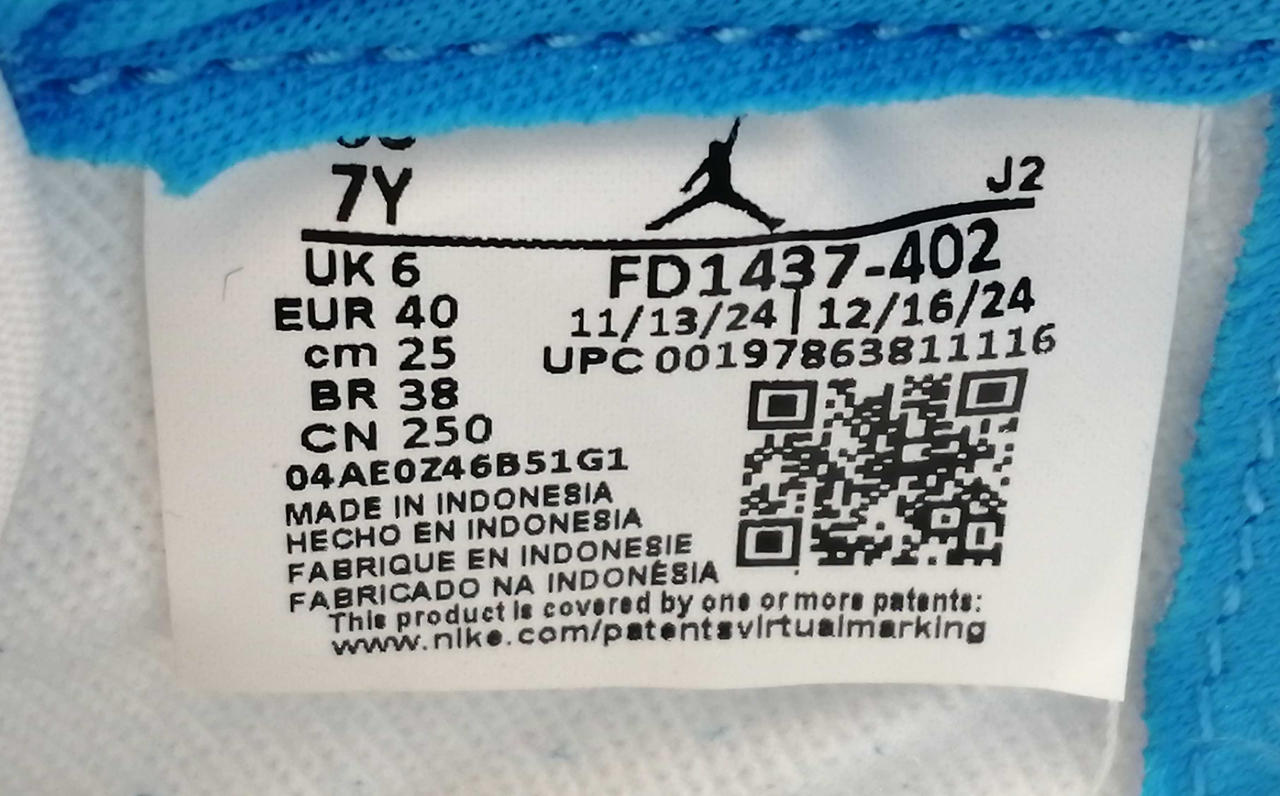 7Y
J2
UK 6
EUR 40
cm 25
BR 38
CN 250
FD1437-402
11/13/24 | 12/16/24
UPC 00197863811116
04AE0Z46B51G1
MADE IN INDONESIA
HECHO EN INDONESIA
FABRIQUE EN INDONESIE
FABRICADO NA INDONÉSIA
This product is covered by one or more patents:
www.nike.com/patentsvirtualmarking